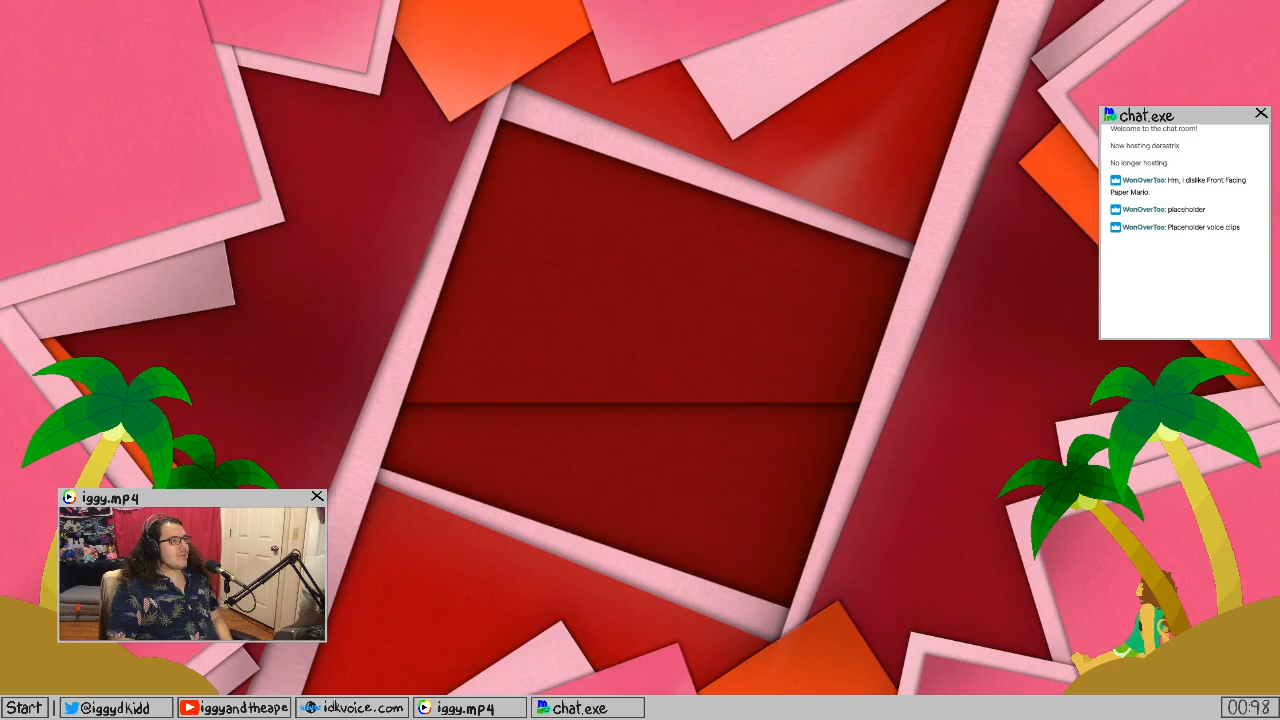 chat.exe
Welcome to the chat room!
Now hosting darastrix
No longer hosting.
WonOverToo: Hm, I dislike Front Facing
Paper Mario.
WonOverToo: placeholder
WonOverToo: Placeholder voice clips
iggy.mp4
Start | @iggydkidd iggyandtheape idkvoice.com iggy.mp4 chat.exe 00:98